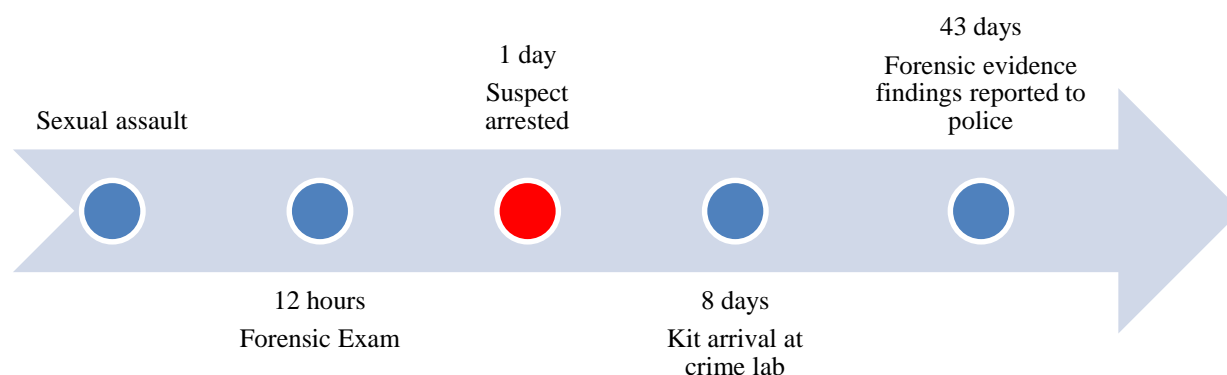 Sexual assault
12 hours
Forensic Exam
1 day
Suspect
arrested
8 days
Kit arrival at
crime lab
43 days
Forensic evidence
findings reported to
police